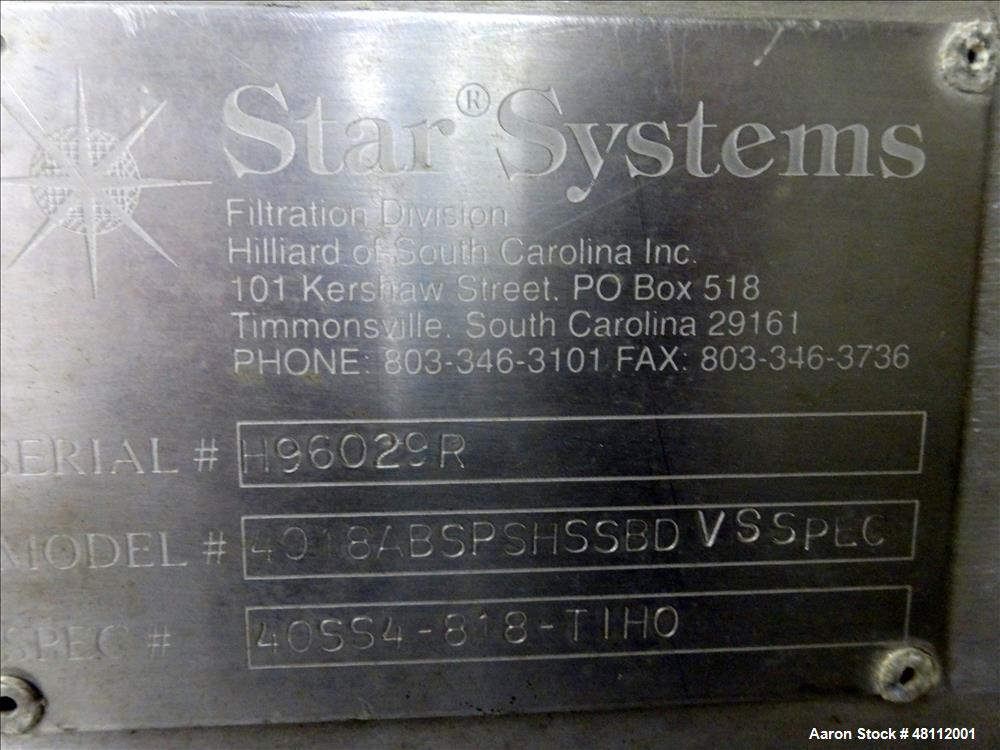 Star® Systems
Filtration Division
Hilliard of South Carolina Inc.
101 Kershaw Street. PO Box 518
Timmonsville. South Carolina 29161
PHONE: 803-346-3101 FAX: 803-346-3736
SERIAL # H96029R
MODEL # 4018ABSPSHSSBD VSSPEC
SPEC # 40SS4-818-TIHO
Aaron Stock # 48112001